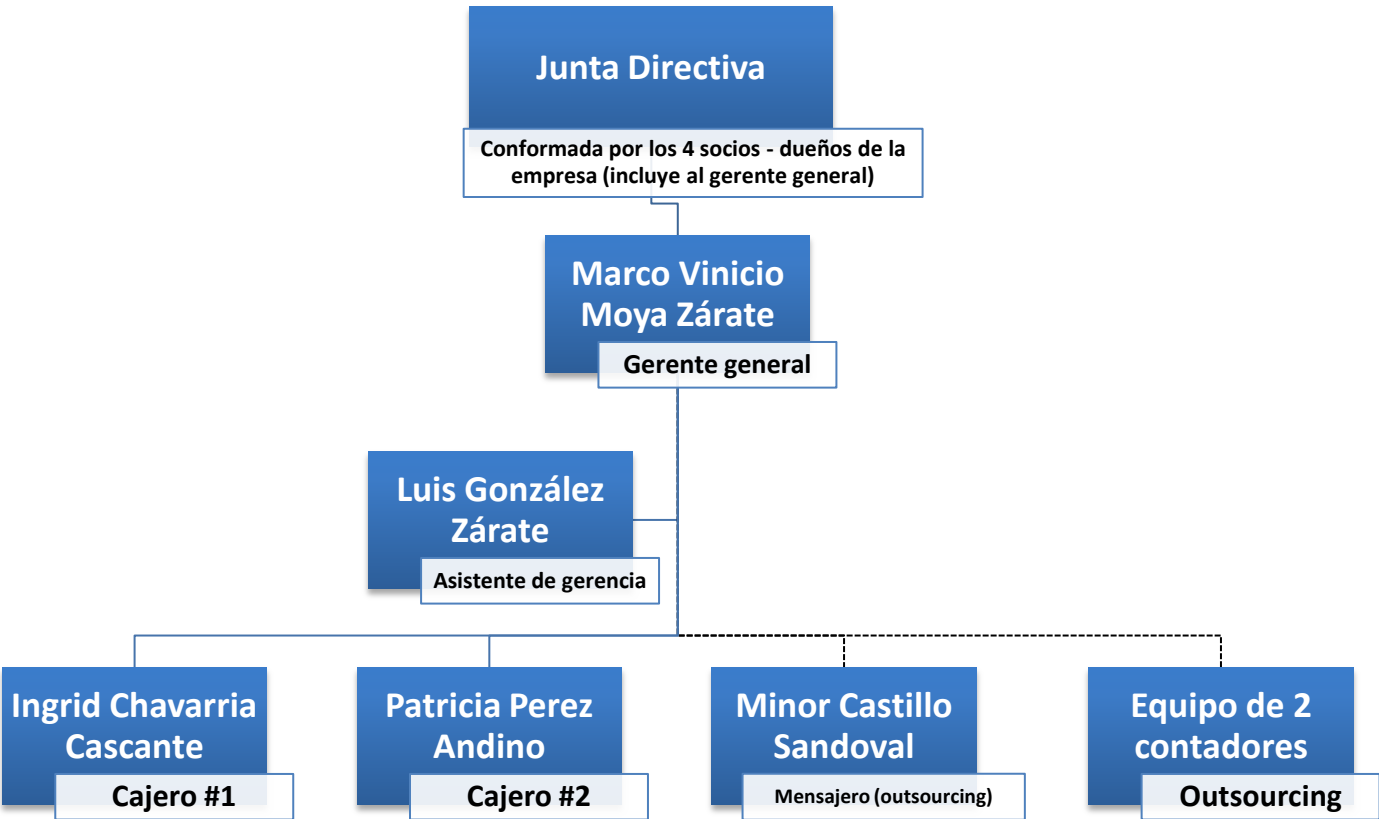 Junta Directiva
Conformada por los 4 socios - dueños de la
empresa (incluye al gerente general)
Marco Vinicio
Moya Zárate
Gerente general
Luis González
Zárate
Asistente de gerencia
Ingrid Chavarria
Cascante
Cajero #1
Patricia Perez
Andino
Cajero #2
Minor Castillo
Sandoval
Mensajero (outsourcing)
Equipo de 2
contadores
Outsourcing